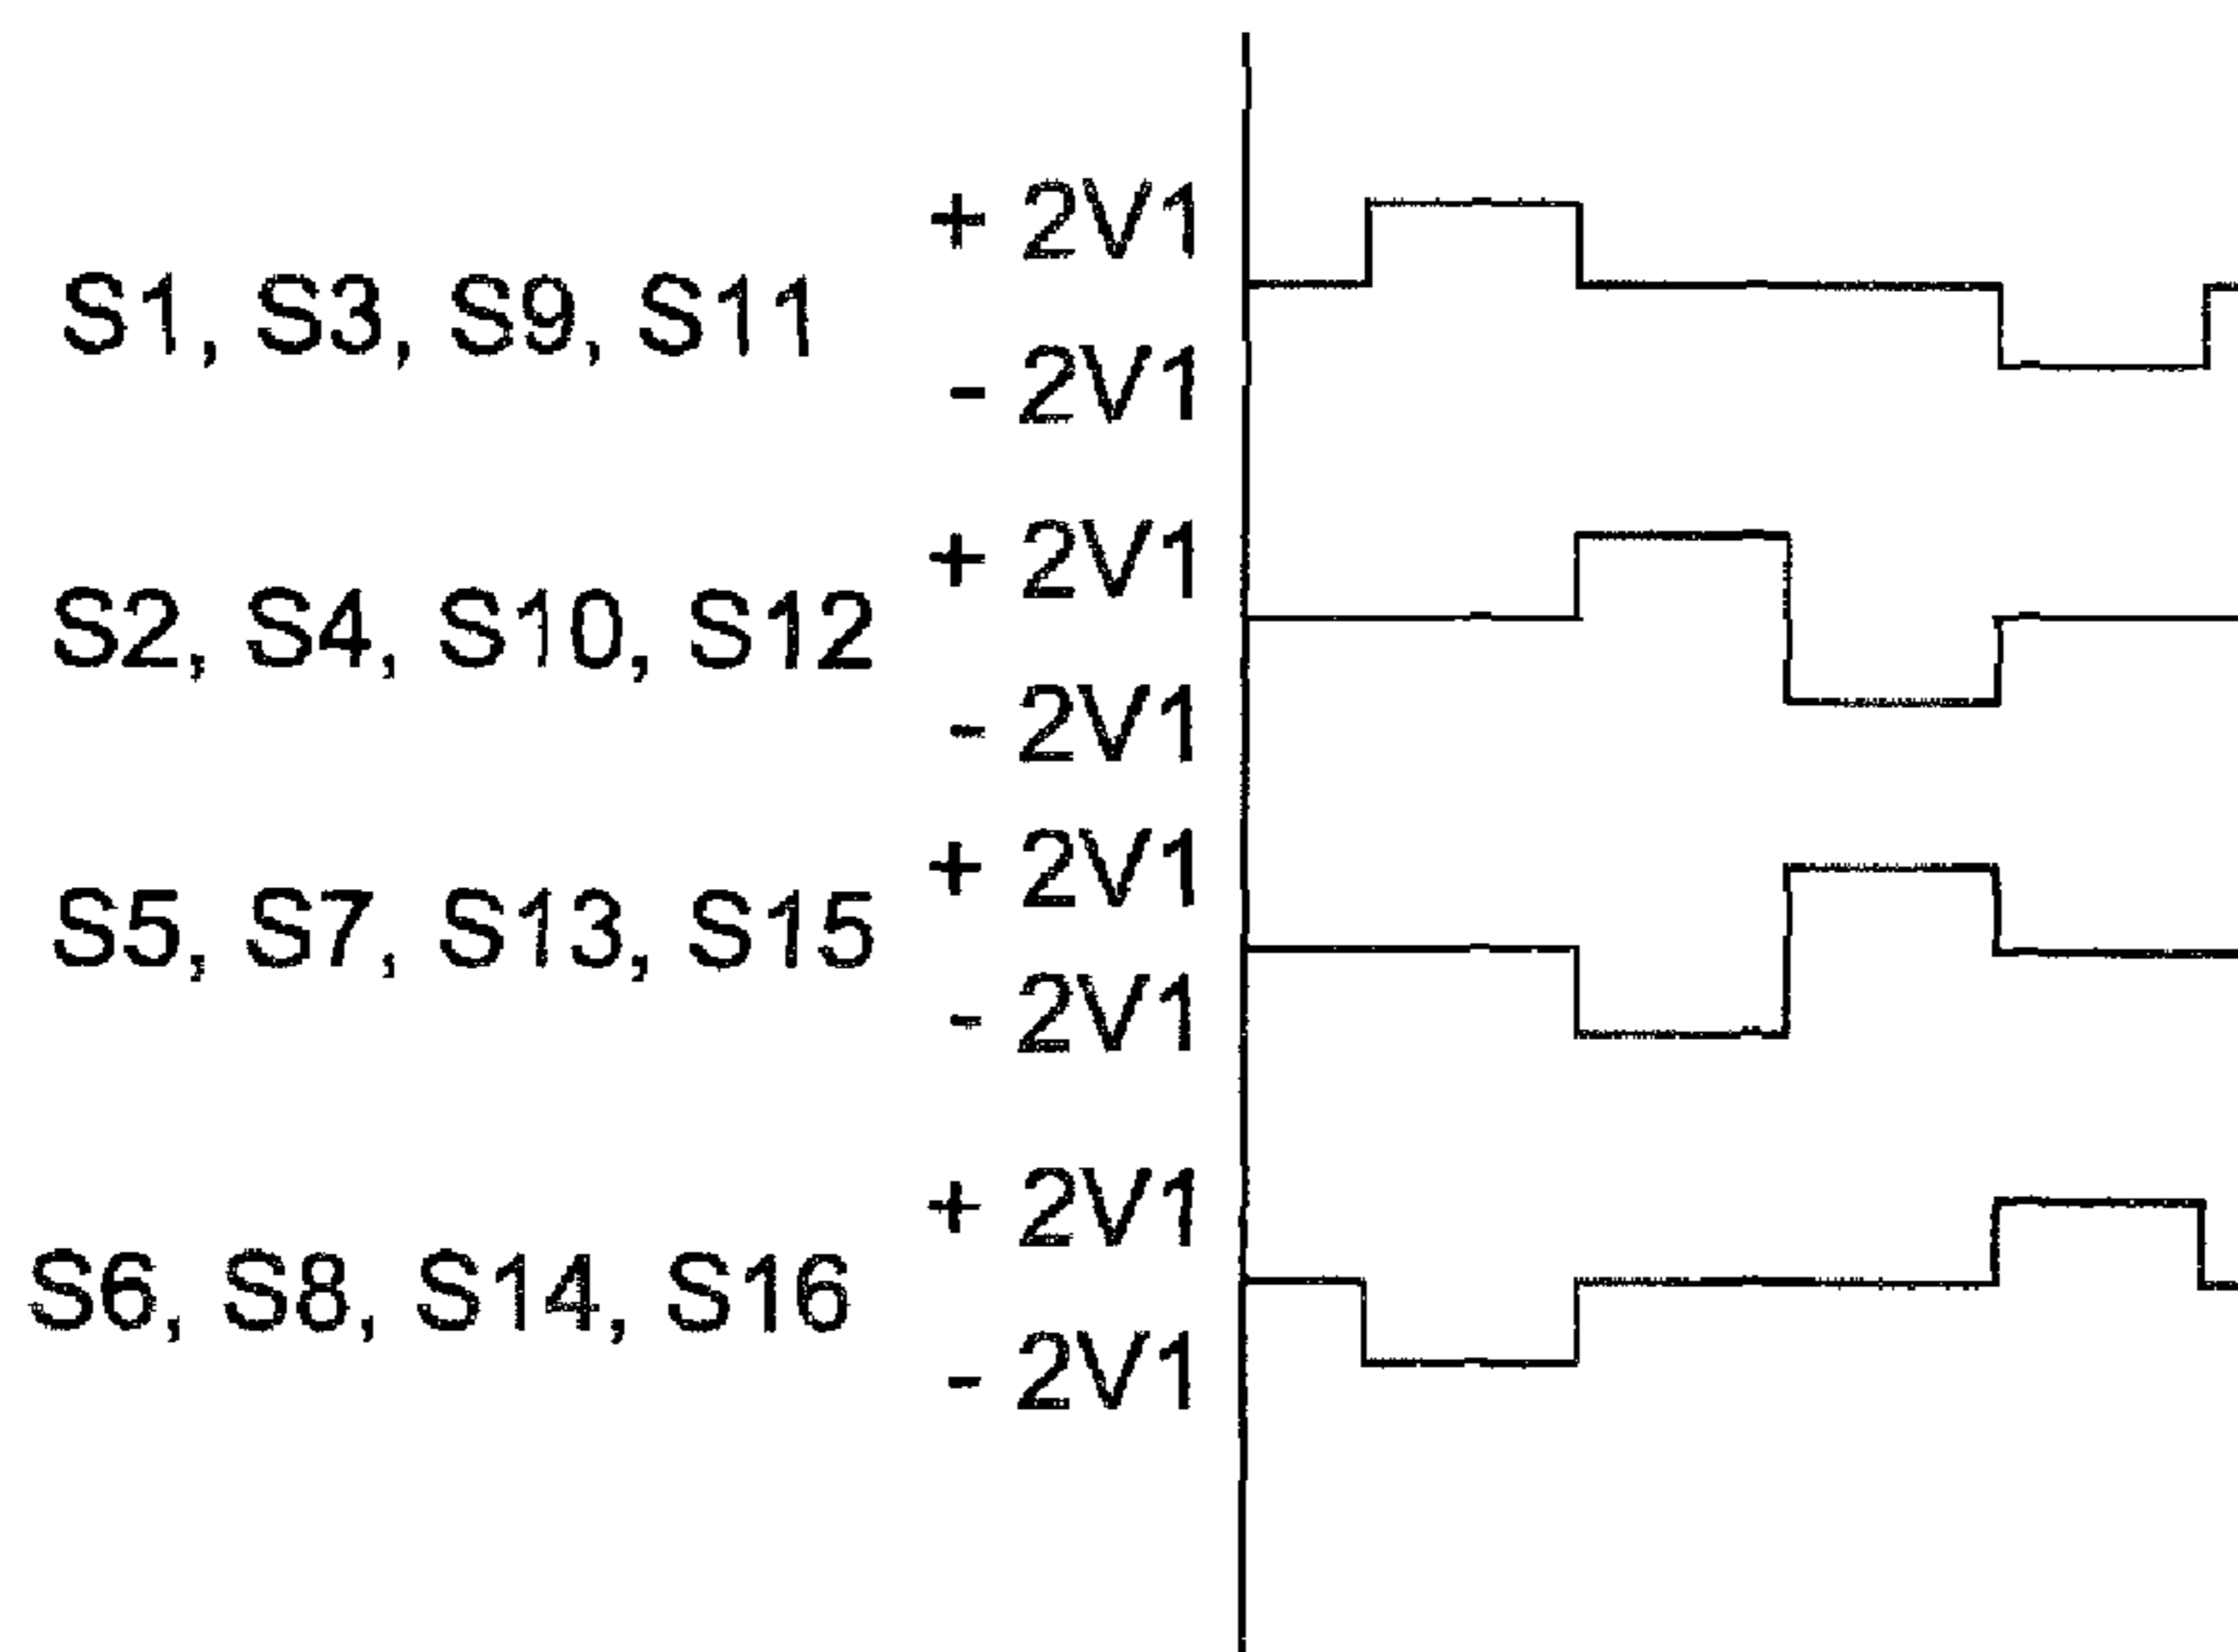 + 2V1
S1, S3, S9, S11
- 2V1
+ 2V1
S2, S4, S10, S12
- 2V1
+ 2V1
S5, S7, S13, S15
- 2V1
+ 2V1
S6, S8, S14, S16
- 2V1